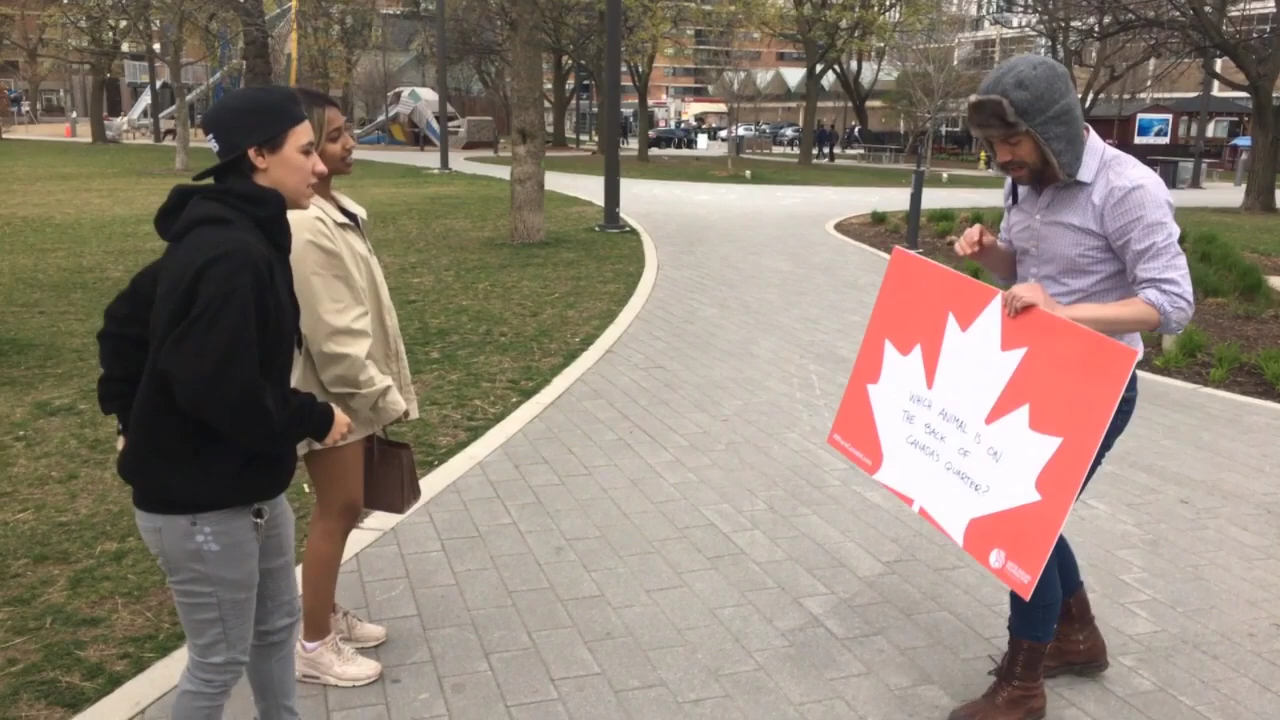 WHICH ANIMAL IS ON
THE BACK OF
CANADA'S QUARTER?